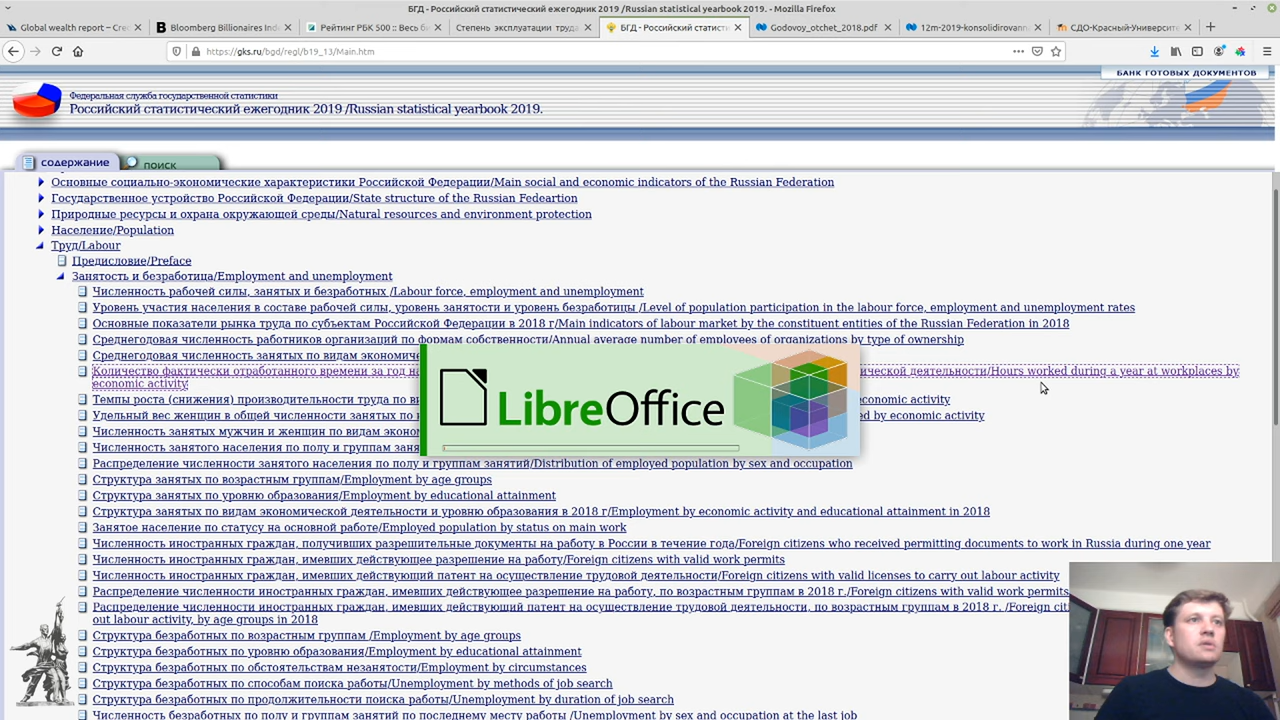 БГД - Российский статистический ежегодник 2019 /Russian statistical yearbook 2019. - Mozilla Firefox
Global wealth report – Cre
Bloomberg Billionaires Ind
Рейтинг РБК 500 :: Весь би
Степень эксплуатации труда
БГД - Российский статисти
Godovoy_otchet_2018.pdf
12m-2019-konsolidirovann
СДО-Красный-Университет
https://gks.ru/bgd/regl/b19_13/Main.htm
БАНК ГОТОВЫХ ДОКУМЕНТОВ
Федеральная служба государственной статистики
Российский статистический ежегодник 2019 /Russian statistical yearbook 2019.
содержание
поиск
Основные социально-экономические характеристики Российской Федерации/Main social and economic indicators of the Russian Federation
Государственное устройство Российской Федерации/State structure of the Russian Fedeartion
Природные ресурсы и охрана окружающей среды/Natural resources and environment protection
Население/Population
Труд/Labour
Предисловие/Preface
Занятость и безработица/Employment and unemployment
Численность рабочей силы, занятых и безработных /Labour force, employment and unemployment
Уровень участия населения в составе рабочей силы, уровень занятости и уровень безработицы /Level of population participation in the labour force, employment and unemployment rates
Основные показатели рынка труда по субъектам Российской Федерации в 2018 г/Main indicators of labour market by the constituent entities of the Russian Federation in 2018
Среднегодовая численность работников организаций по формам собственности/Annual average number of employees of organizations by type of ownership
Среднегодовая численность занятых по видам экономиче
Количество фактически отработанного времени за год на
ической деятельности/Hours worked during a year at workplaces by
economic activity
Темпы роста (снижения) производительности труда по ви
economic activity
Удельный вес женщин в общей численности занятых по в
ed by economic activity
Численность занятых мужчин и женщин по видам эконо
Численность занятого населения по полу и группам заня
LibreOffice
Распределение численности занятого населения по полу и группам занятий/Distribution of employed population by sex and occupation
Структура занятых по возрастным группам/Employment by age groups
Структура занятых по уровню образования/Employment by educational attainment
Структура занятых по видам экономической деятельности и уровню образования в 2018 г/Employment by economic activity and educational attainment in 2018
Занятое население по статусу на основной работе/Employed population by status on main work
Численность иностранных граждан, получивших разрешительные документы на работу в России в течение года/Foreign citizens who received permitting documents to work in Russia during one year
Численность иностранных граждан, имевших действующее разрешение на работу/Foreign citizens with valid work permits
Численность иностранных граждан, имевших действующий патент на осуществление трудовой деятельности/Foreign citizens with valid licenses to carry out labour activity
Распределение иностранных граждан, имевших действующее разрешение на работу, по возрастным группам в 2018 г./Foreign citizens with valid work permits
Распределение иностранных граждан, имевших действующий патент на осуществление трудовой деятельности, по возрастным группам в 2018 г. /Foreign cit
out labour activity, by age groups in 2018
Структура безработных по возрастным группам /Employment by age groups
Структура безработных по уровню образования/Employment by educational attainment
Структура безработных по обстоятельствам незанятости/Employment by circumstances
Структура безработных по способам поиска работы/Unemployment by methods of job search
Структура безработных по продолжительности поиска работы/Unemployment by duration of job search
Численность безработных по полу и группам занятий по последнему месту работы /Unemployment by sex and occupation at the last job